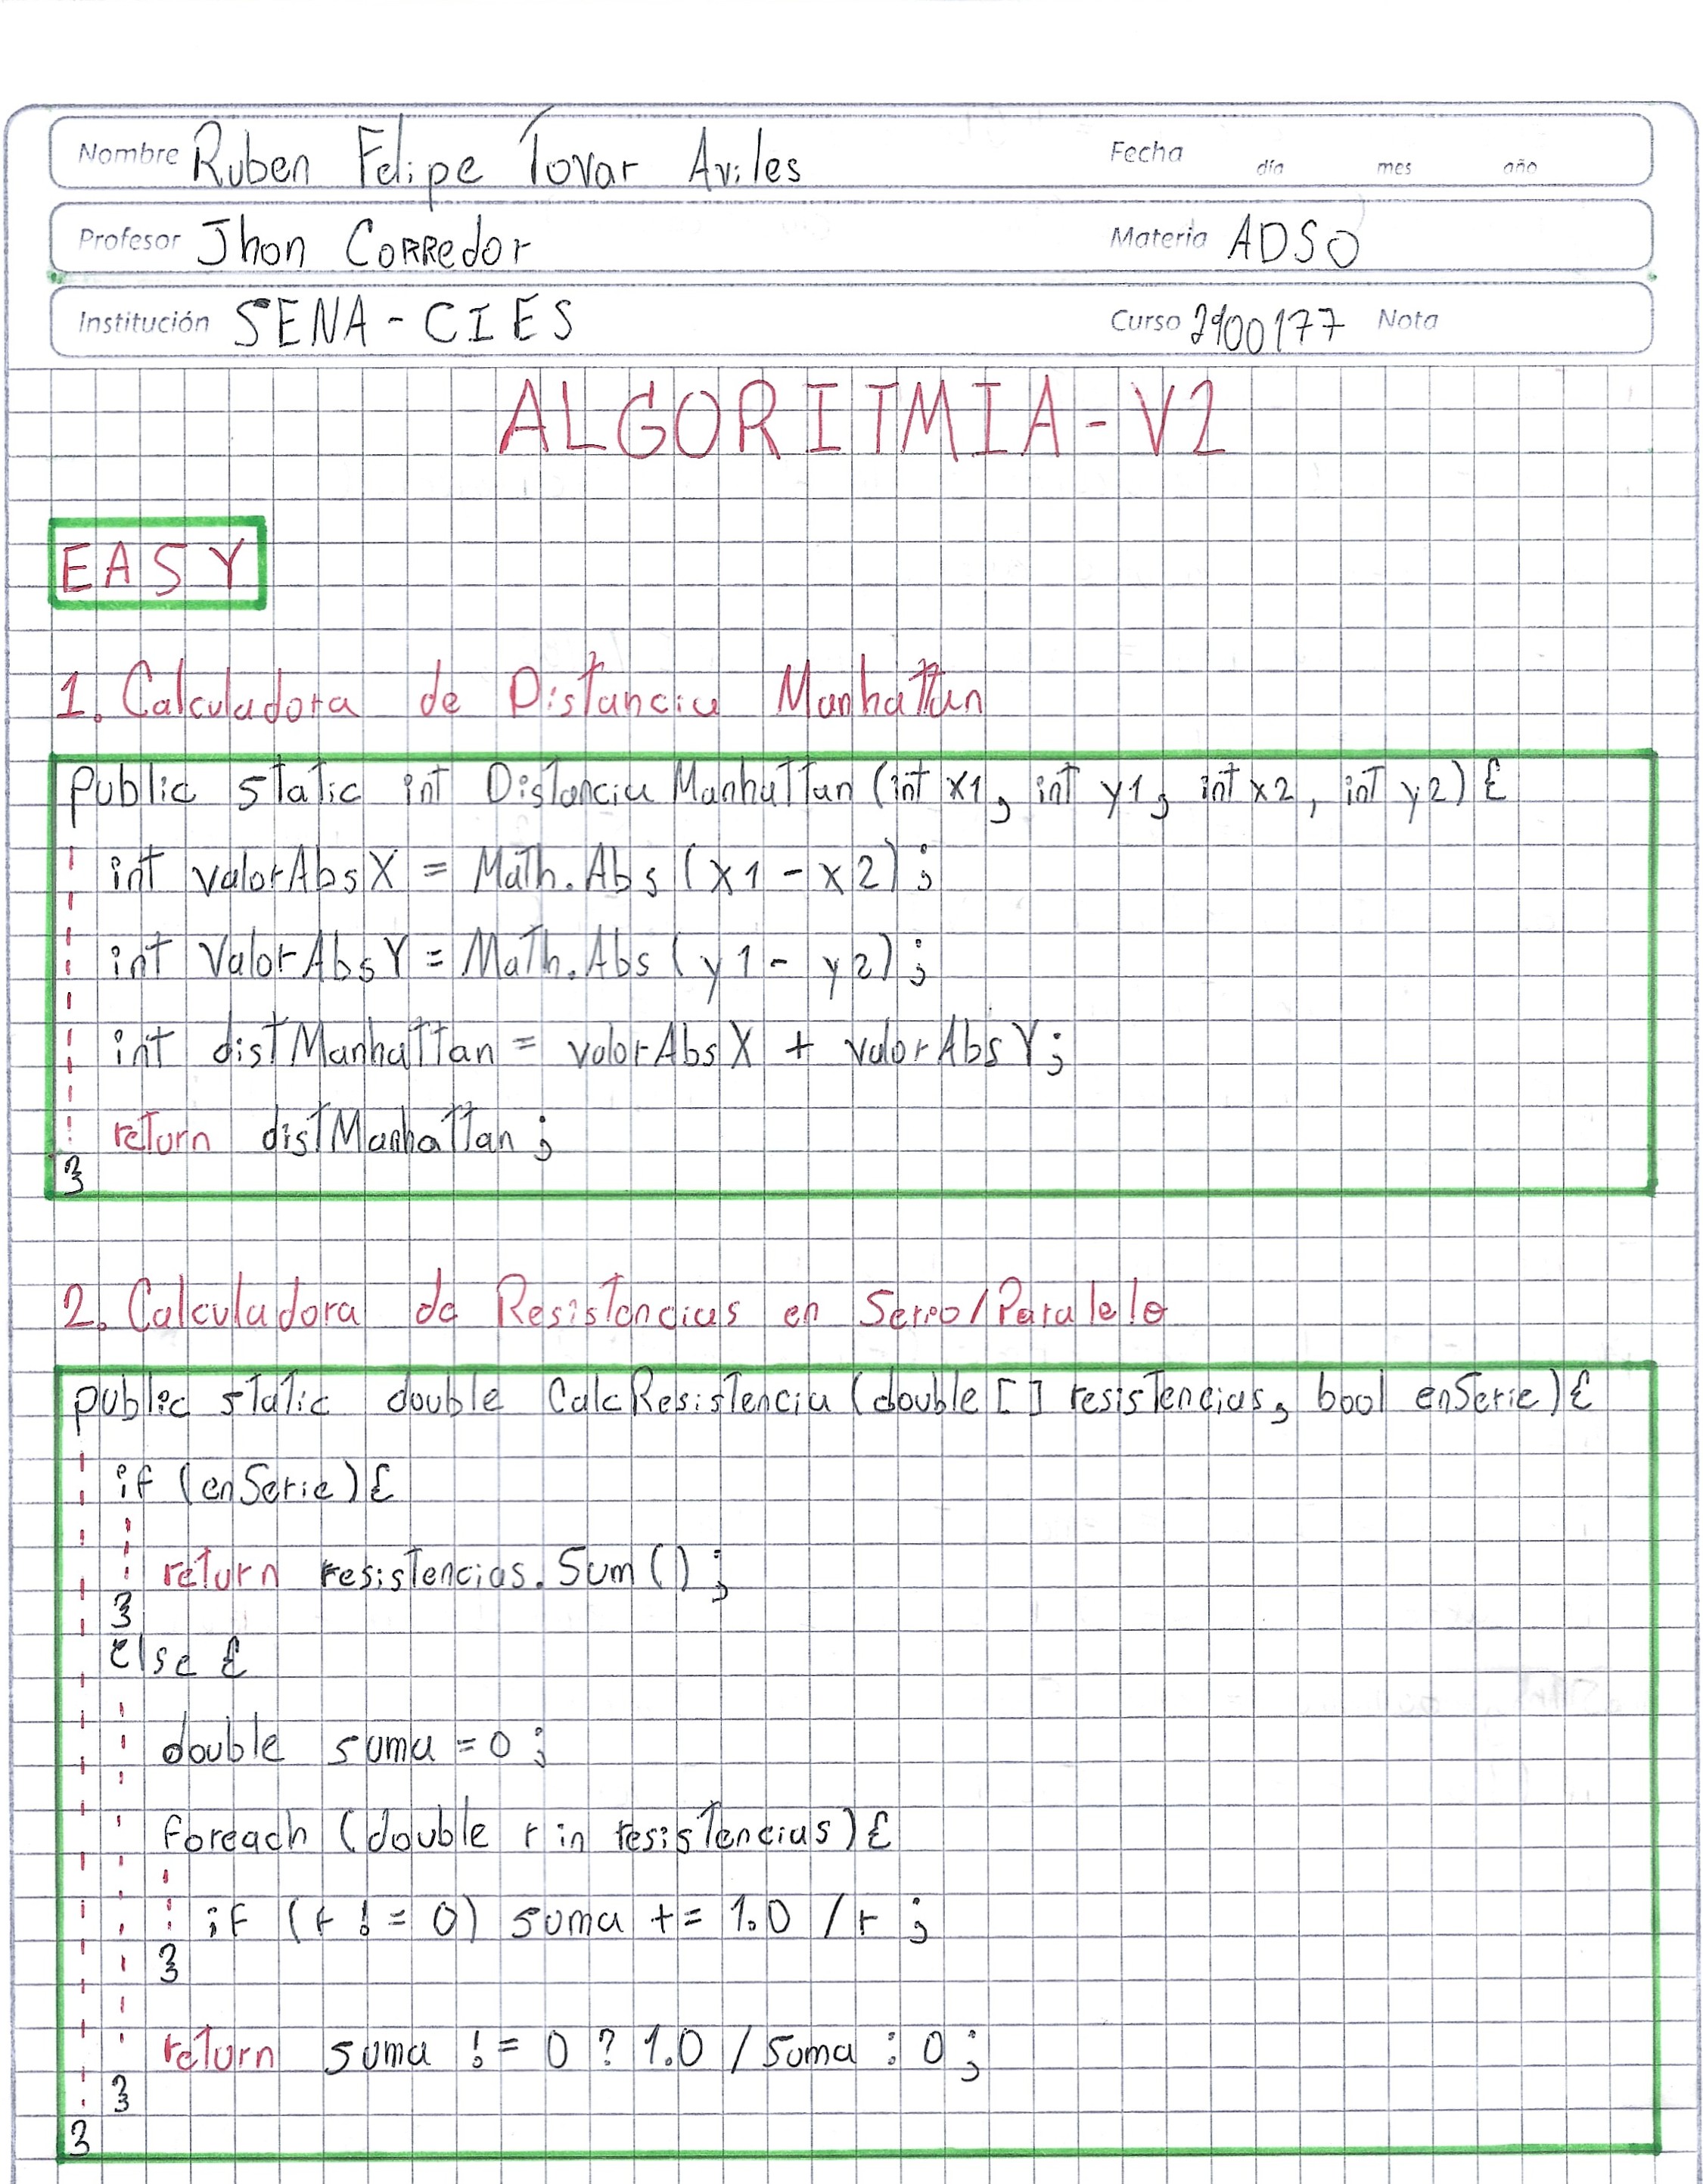 Nombre Ruben Felipe Tovar Aviles Fecha día mes año
Profesor Jhon Corredor Materia ADSO
Institución SENA-CIES Curso 2900177 Nota
ALGORITMIA-V2
EASY
1. Calculadora de Distancia Manhattan
public static int DistanciaManhattan (int x1, int y1, int x2, int y2) {
int valorAbsX = Math.Abs (x1 - x2);
int ValorAbsY = Math.Abs (y1 - y2);
int distManhattan = valorAbsX + valorAbsY;
return distManhattan;
}
2. Calculadora de Resistencias en Serie/Paralelo
public static double CalcResistencia (double [] resistencias, bool enSerie) {
if (enSerie) {
return resistencias.Sum();
}
else {
double suma = 0;
foreach (double r in resistencias) {
if (r != 0) suma += 1.0 / r;
}
return suma != 0 ? 1.0 / suma : 0;
}
}